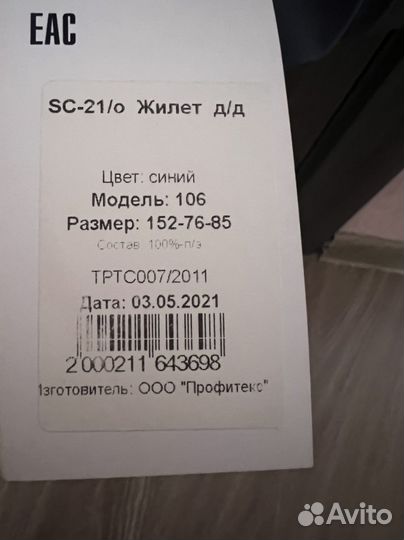 EAC
SC-21/о Жилет д/д
Цвет: синий
Модель: 106
Размер: 152-76-85
Состав: 100%-п/э
ТРТС007/2011
Дата: 03.05.2021
2 000211 643698
Изготовитель: ООО "Профитекс"
Avito